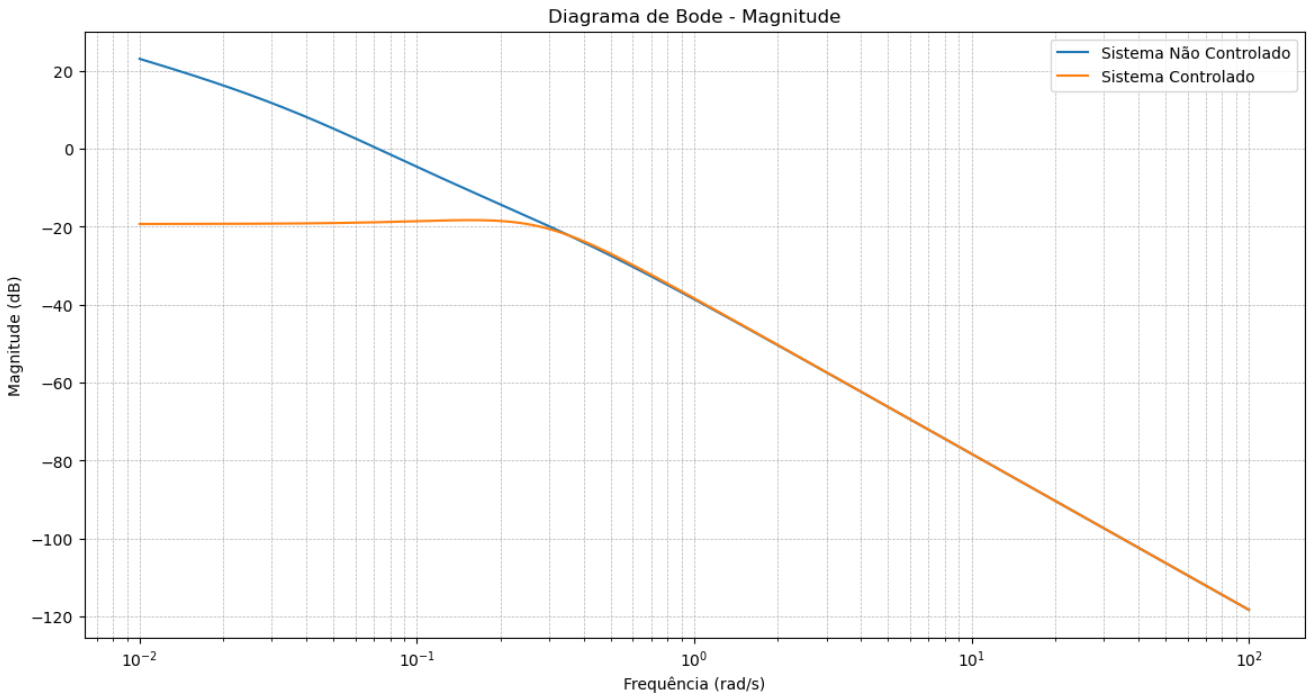 Diagrama de Bode - Magnitude
Sistema Não Controlado
Sistema Controlado
Magnitude (dB)
20
0
−20
−40
−60
−80
−100
−120
10⁻²
10⁻¹
10⁰
10¹
10²
Frequência (rad/s)